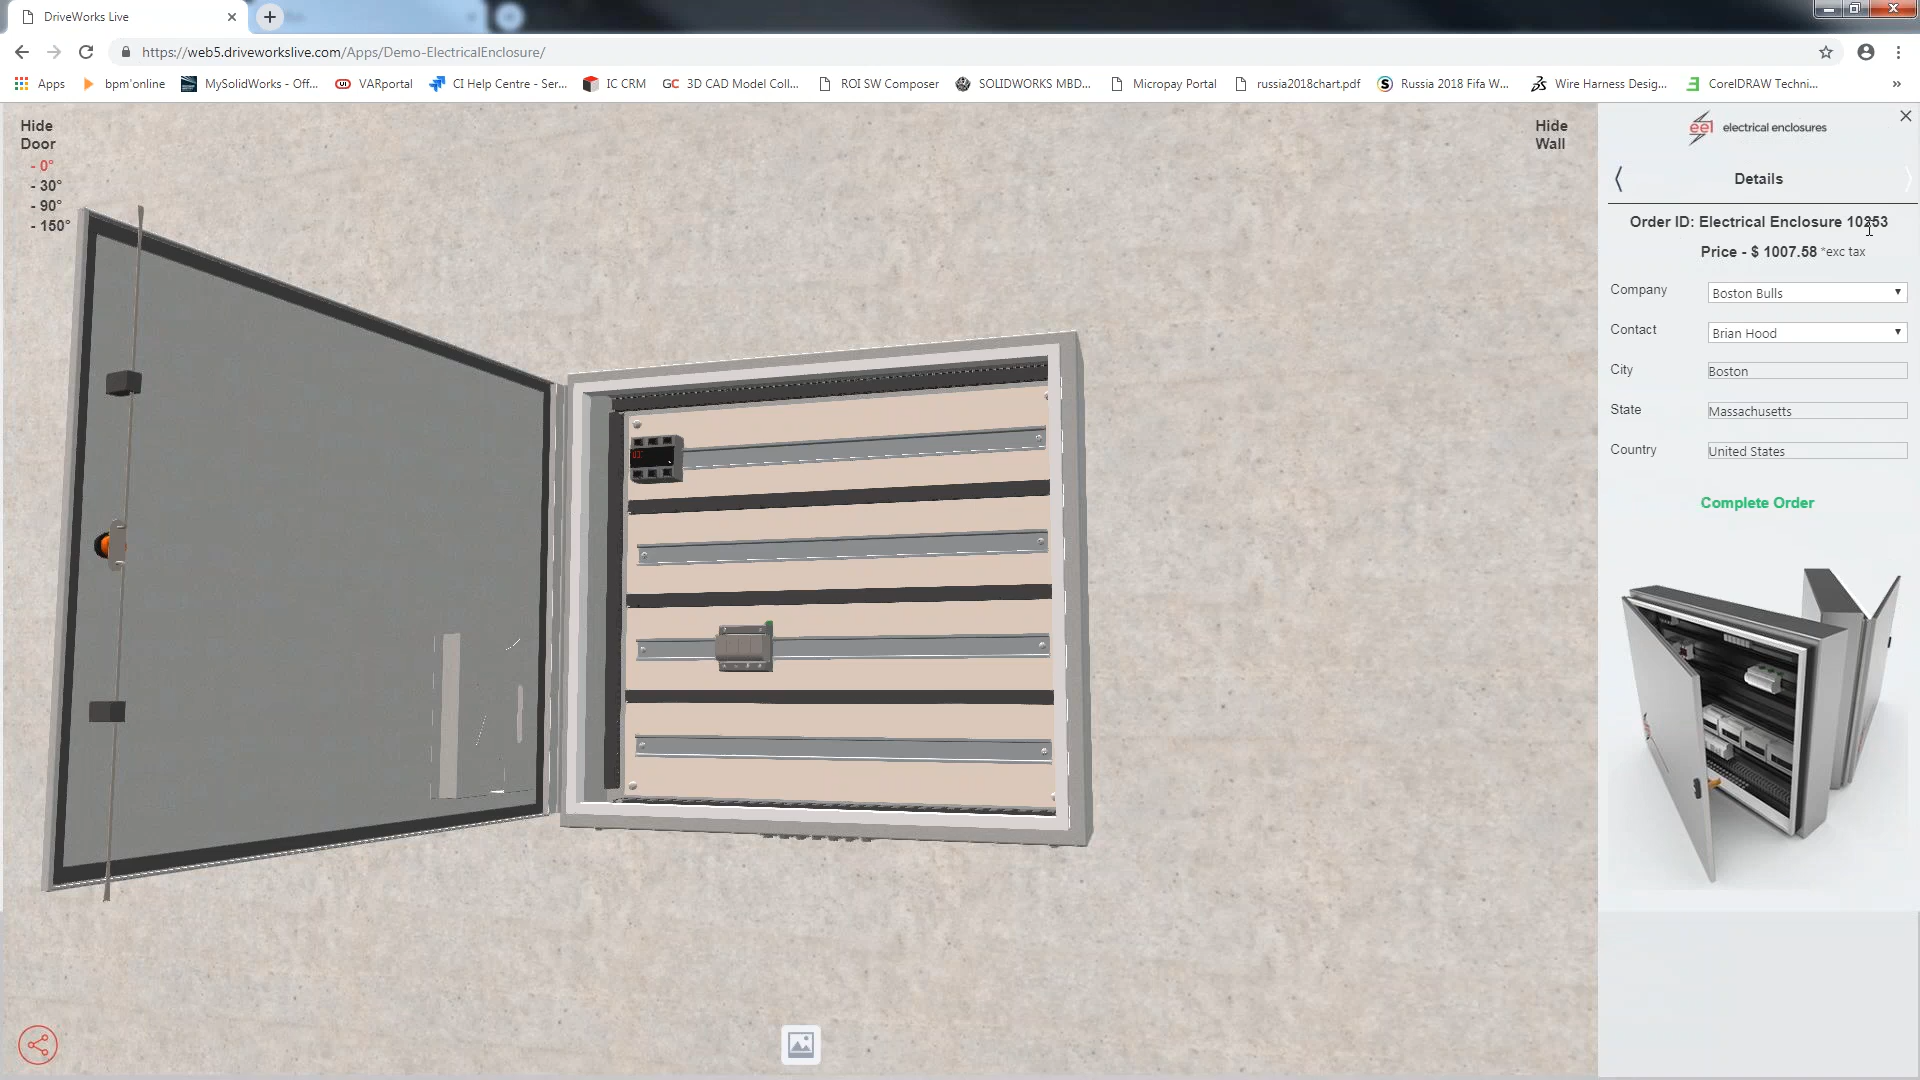 DriveWorks Live
https://web5.driveworkslive.com/Apps/Demo-ElectricalEnclosure/
Apps bpm'online MySolidWorks - Off... VARportal CI Help Centre - Ser... IC CRM GC 3D CAD Model Coll... ROI SW Composer SOLIDWORKS MBD... Micropay Portal russia2018chart.pdf Russia 2018 Fifa W... Wire Harness Desig... CorelDRAW Techni... »
Hide
Door
- 0°
- 30°
- 90°
- 150°
Hide
Wall
eel electrical enclosures
Details
Order ID: Electrical Enclosure 10253
Price - $ 1007.58 *exc tax
Company Boston Bulls
Contact Brian Hood
City Boston
State Massachusetts
Country United States
Complete Order